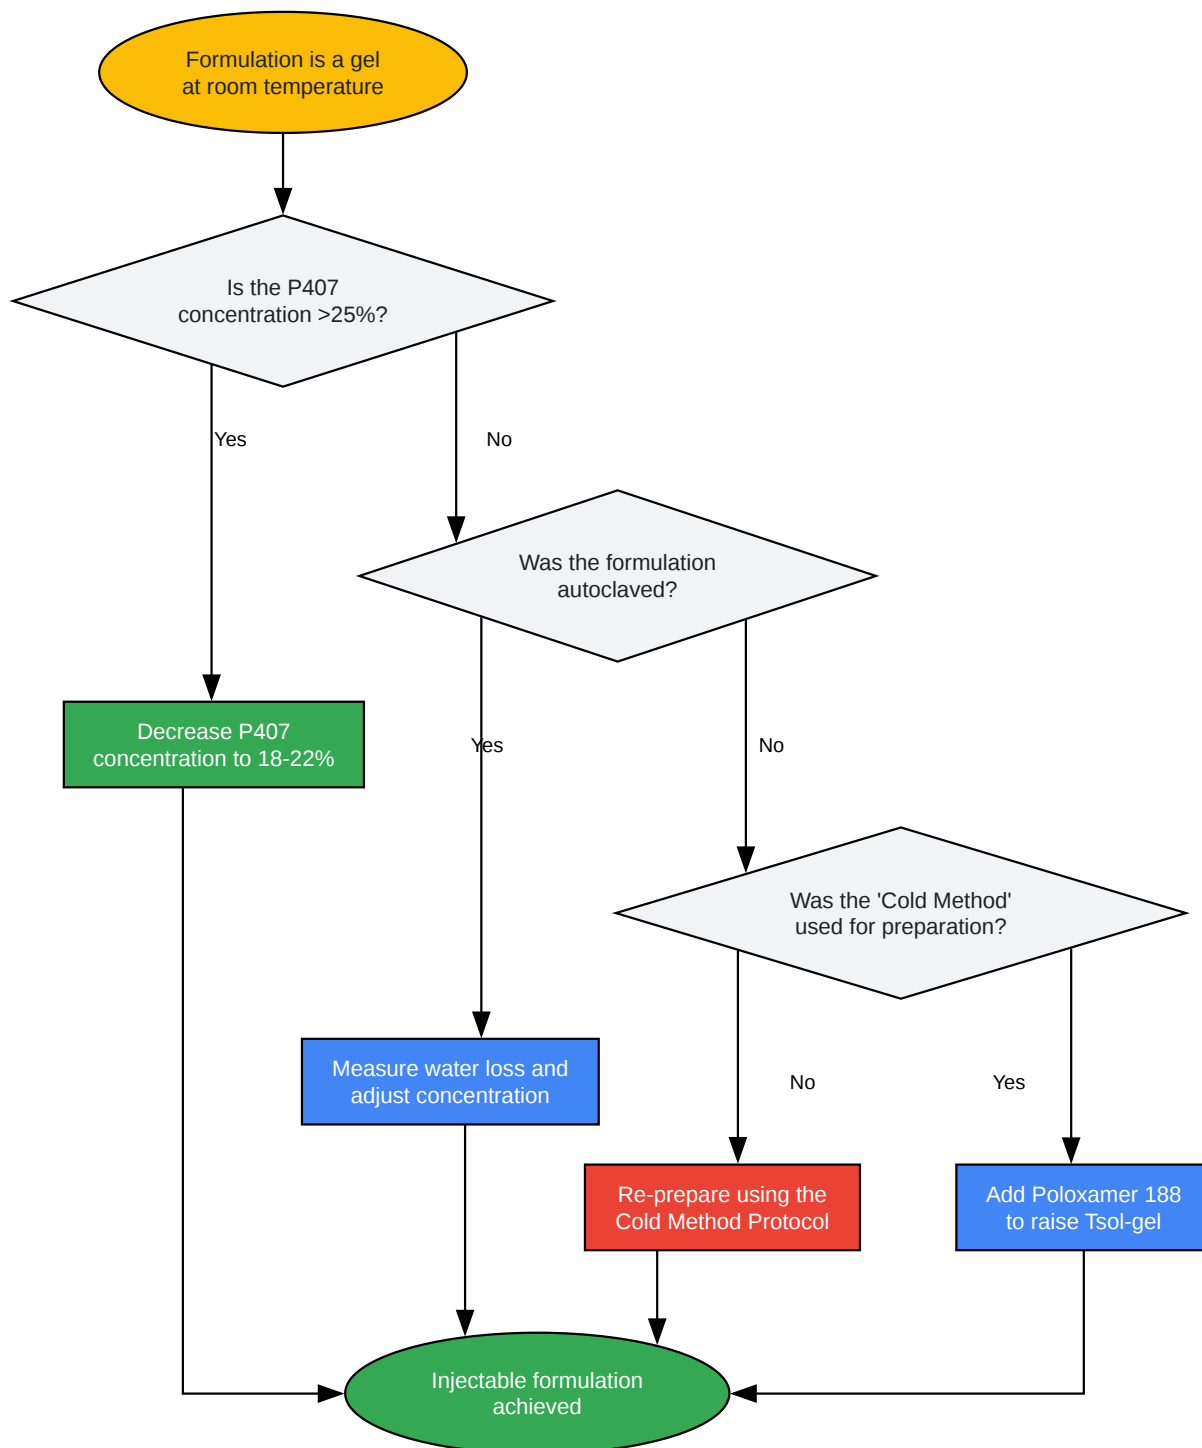 Formulation is a gel
at room temperature
Is the P407
concentration >25%?
Yes
No
Was the formulation
autoclaved?
Decrease P407
concentration to 18-22%
Yes
No
Was the 'Cold Method'
used for preparation?
Measure water loss and
adjust concentration
No
Yes
Re-prepare using the
Cold Method Protocol
Add Poloxamer 188
to raise Tsol-gel
Injectable formulation
achieved